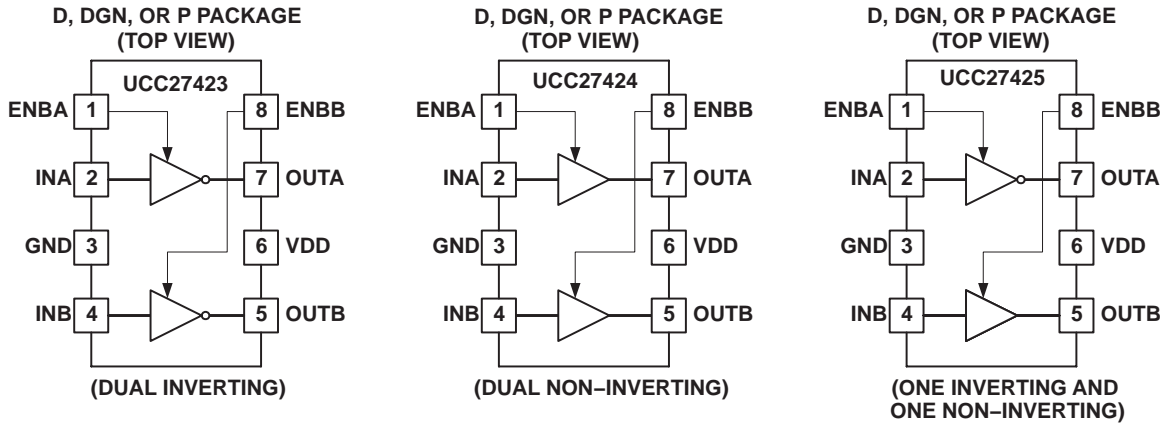 D, DGN, OR P PACKAGE
(TOP VIEW)
UCC27423
ENBA 1 8 ENBB
INA 2 7 OUTA
GND 3 6 VDD
INB 4 5 OUTB
(DUAL INVERTING)
D, DGN, OR P PACKAGE
(TOP VIEW)
UCC27424
ENBA 1 8 ENBB
INA 2 7 OUTA
GND 3 6 VDD
INB 4 5 OUTB
(DUAL NON–INVERTING)
D, DGN, OR P PACKAGE
(TOP VIEW)
UCC27425
ENBA 1 8 ENBB
INA 2 7 OUTA
GND 3 6 VDD
INB 4 5 OUTB
(ONE INVERTING AND
ONE NON–INVERTING)